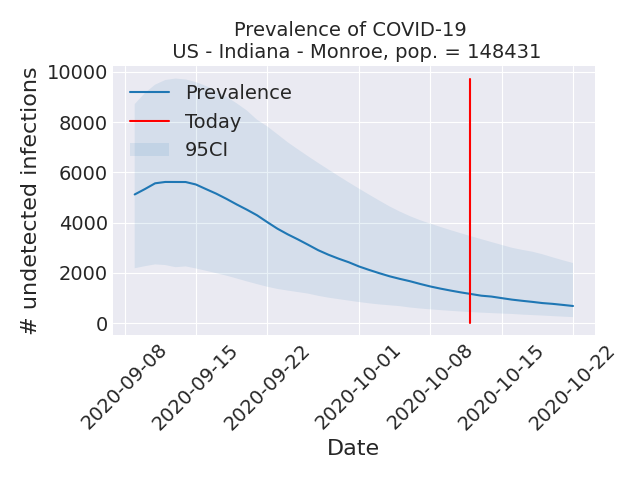 Prevalence of COVID-19
US - Indiana - Monroe, pop. = 148431
# undetected infections
10000
8000
6000
4000
2000
0
Prevalence
Today
95CI
2020-09-08
2020-09-15
2020-09-22
2020-10-01
2020-10-08
2020-10-15
2020-10-22
Date